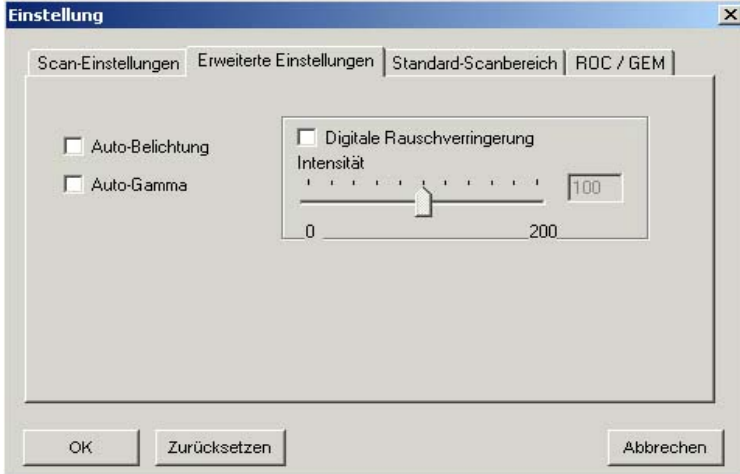 Einstellung
Scan-Einstellungen Erweiterte Einstellungen Standard-Scanbereich ROC / GEM
Auto-Belichtung
Auto-Gamma
Digitale Rauschverringerung
Intensität
100
0 200
OK Zurücksetzen Abbrechen